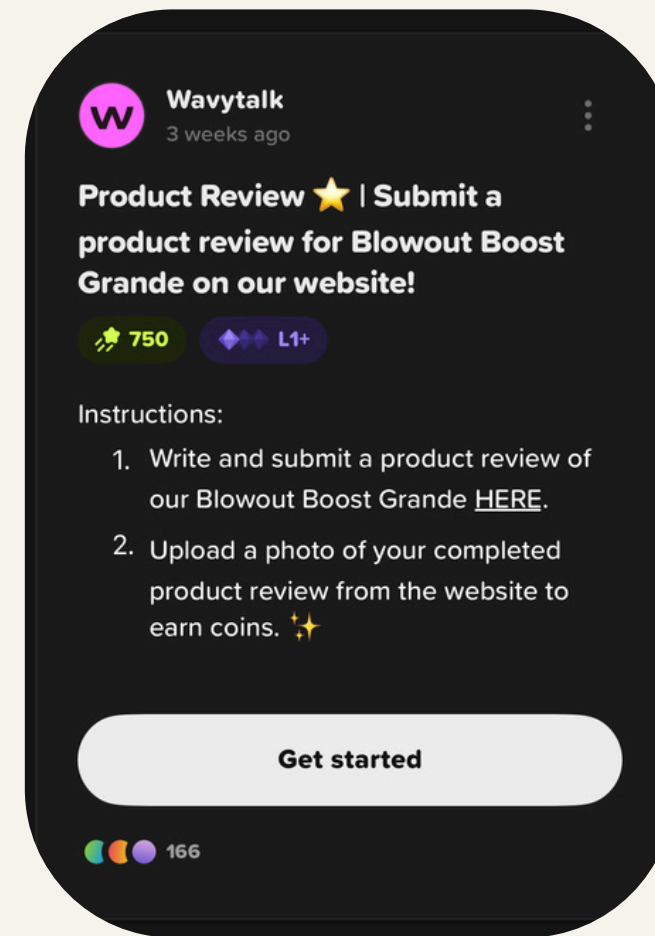 W
Wavytalk
3 weeks ago
Product Review ⭐ | Submit a
product review for Blowout Boost
Grande on our website!
750
L1+
Instructions:
1. Write and submit a product review of
our Blowout Boost Grande HERE.
2. Upload a photo of your completed
product review from the website to
earn coins. ✨
Get started
166